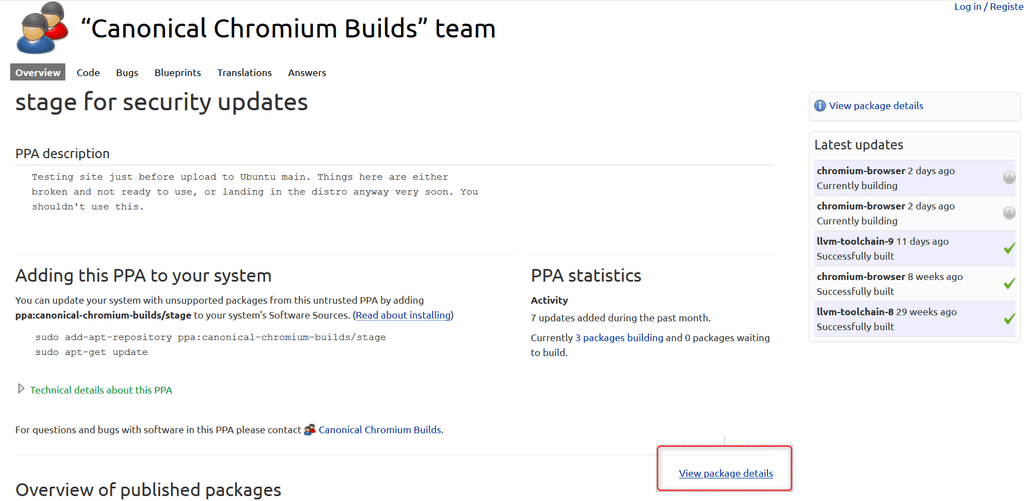 Log in / Registe
“Canonical Chromium Builds” team
Overview Code Bugs Blueprints Translations Answers
stage for security updates
PPA description
Testing site just before upload to Ubuntu main. Things here are either
broken and not ready to use, or landing in the distro anyway very soon. You
shouldn't use this.
Adding this PPA to your system
You can update your system with unsupported packages from this untrusted PPA by adding
ppa:canonical-chromium-builds/stage to your system's Software Sources. (Read about installing)
sudo add-apt-repository ppa:canonical-chromium-builds/stage
sudo apt-get update
Technical details about this PPA
For questions and bugs with software in this PPA please contact Canonical Chromium Builds.
PPA statistics
Activity
7 updates added during the past month.
Currently 3 packages building and 0 packages waiting
to build.
View package details
Overview of published packages
View package details
Latest updates
chromium-browser 2 days ago
Currently building
chromium-browser 2 days ago
Currently building
llvm-toolchain-9 11 days ago
Successfully built
chromium-browser 8 weeks ago
Successfully built
llvm-toolchain-8 29 weeks ago
Successfully built